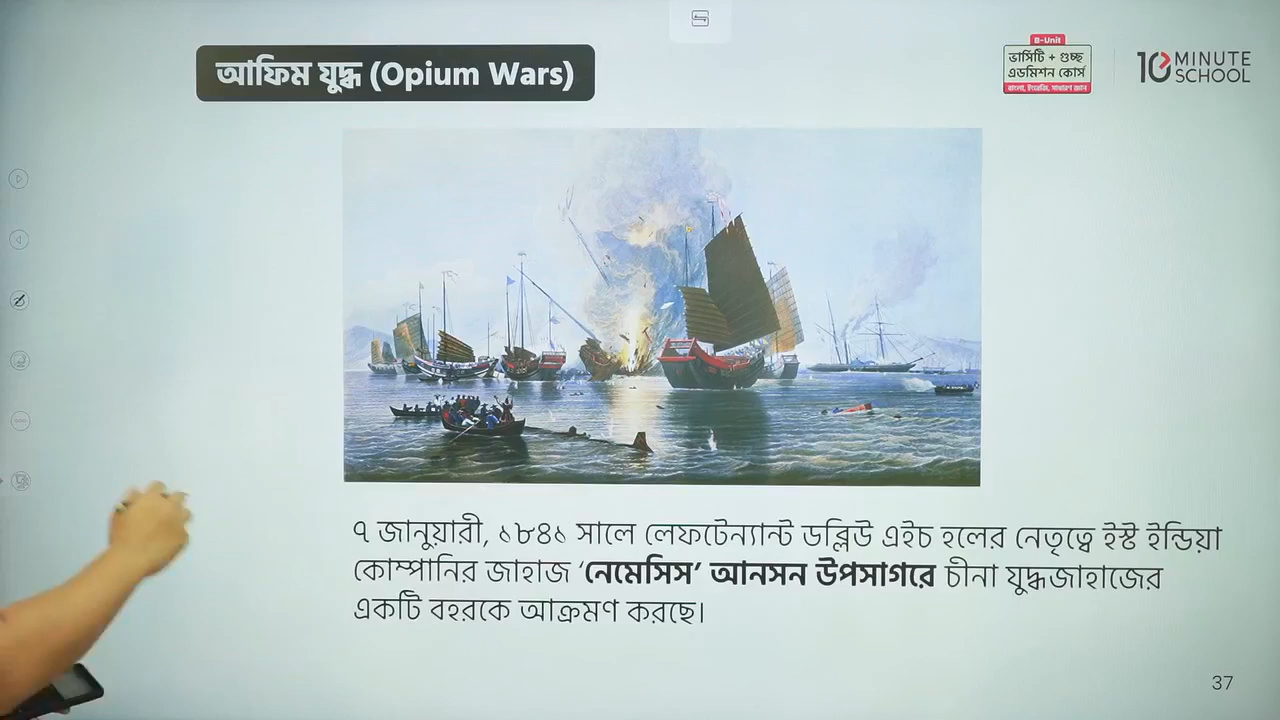 আফিম যুদ্ধ (Opium Wars)
B-Unit
ভার্সিটি + গুচ্ছ
এডমিশন কোর্স
বাংলা, ইংরেজি, সাধারণ জ্ঞান
10 MINUTE
SCHOOL
৭ জানুয়ারী, ১৮৪১ সালে লেফটেন্যান্ট ডব্লিউ এইচ হলের নেতৃত্বে ইস্ট ইন্ডিয়া
কোম্পানির জাহাজ ‘নেমেসিস’ আনসন উপসাগরে চীনা যুদ্ধজাহাজের
একটি বহরকে আক্রমণ করছে।
37